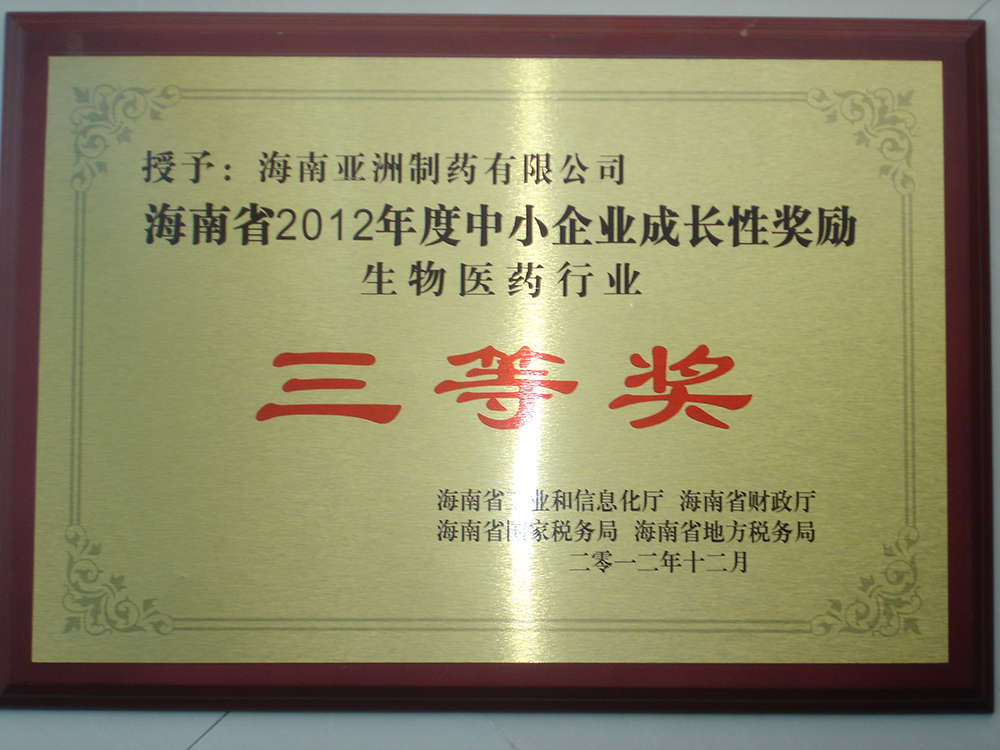 授予：海南亚洲制药有限公司
海南省2012年度中小企业成长性奖励
生物医药行业
三等奖
海南省工业和信息化厅 海南省财政厅
海南省国家税务局 海南省地方税务局
二零一二年十二月